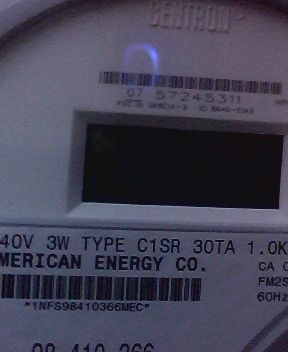 CENTRON
07 57245311
40V 3W TYPE C1SR 30TA 1.0K
MERICAN ENERGY CO.
CA
FM2S
60Hz
*1NFS98410366MEC*
98 410 366